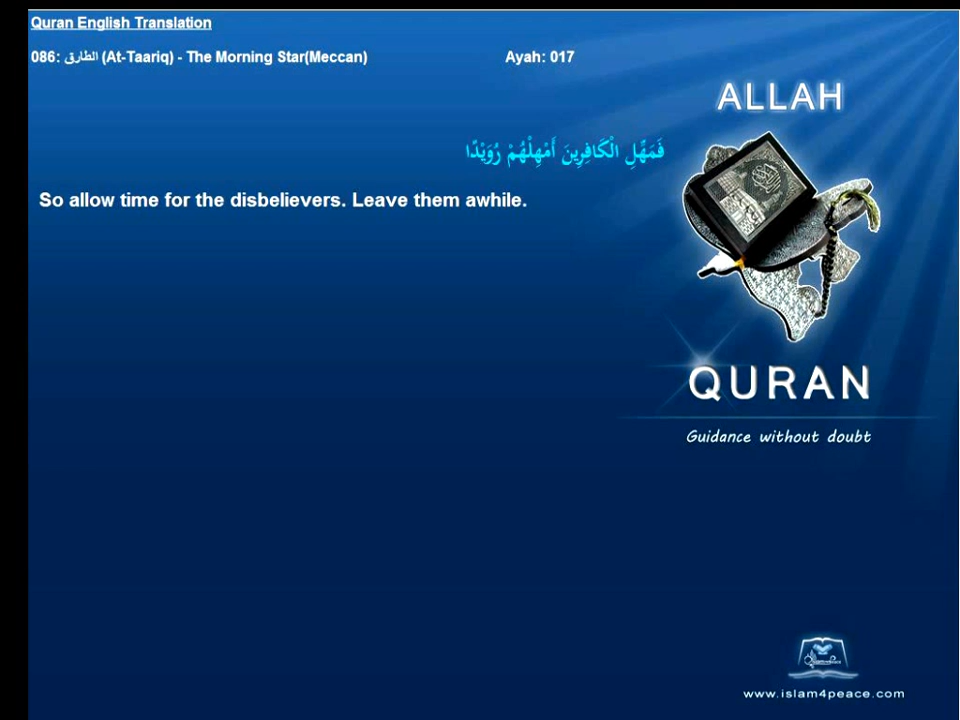 Quran English Translation
086: الطارق (At-Taariq) - The Morning Star(Meccan) Ayah: 017
ALLAH
فَمَهِّلِ الْكَافِرِينَ أَمْهِلْهُمْ رُوَيْدًا
So allow time for the disbelievers. Leave them awhile.
QURAN
Guidance without doubt
www.islam4peace.com